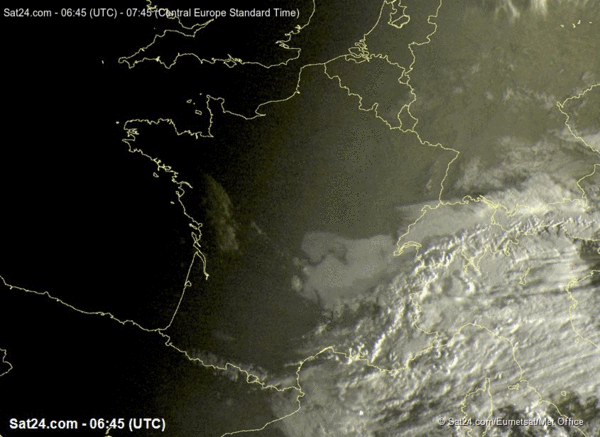 Sat24.com - 06:45 (UTC) - 07:45 (Central Europe Standard Time)
© Sat24.com/Eumetsat/Met Office
Sat24.com - 06:45 (UTC)